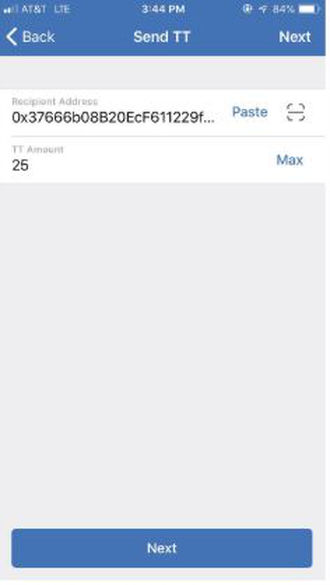 AT&T LTE 3:44 PM 84%
Back Send TT Next
Recipient Address
0x37666b08B20EcF611229f... Paste
TT Amount
25 Max
Next